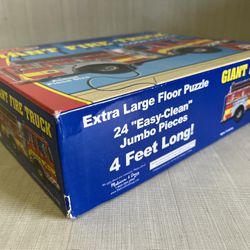 GIANT FIRE TRUCK
Extra Large Floor Puzzle
24 "Easy-Clean"
Jumbo Pieces
4 Feet Long!
Melissa & Doug
GIANT